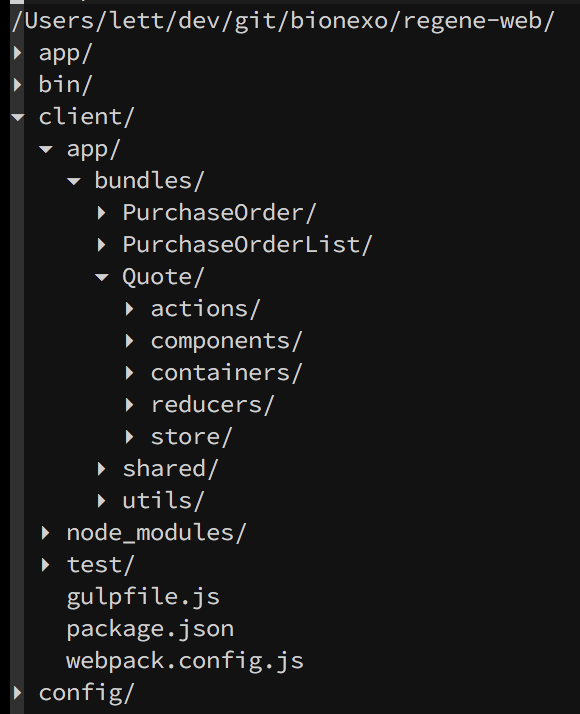 /Users/lett/dev/git/bionexo/regene-web/
app/
bin/
client/
app/
bundles/
PurchaseOrder/
PurchaseOrderList/
Quote/
actions/
components/
containers/
reducers/
store/
shared/
utils/
node_modules/
test/
gulpfile.js
package.json
webpack.config.js
config/